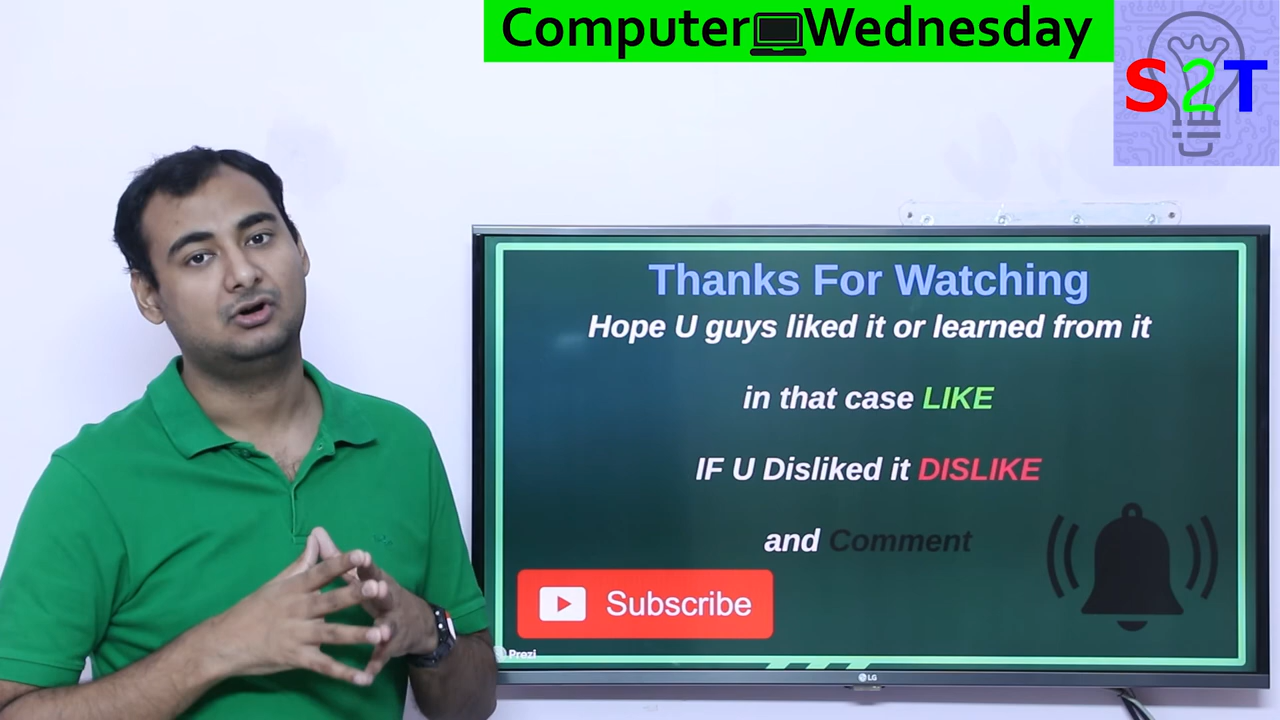 Computer Wednesday
S2T
Thanks For Watching
Hope U guys liked it or learned from it
in that case LIKE
IF U Disliked it DISLIKE
and Comment
Subscribe
Prezi
LG